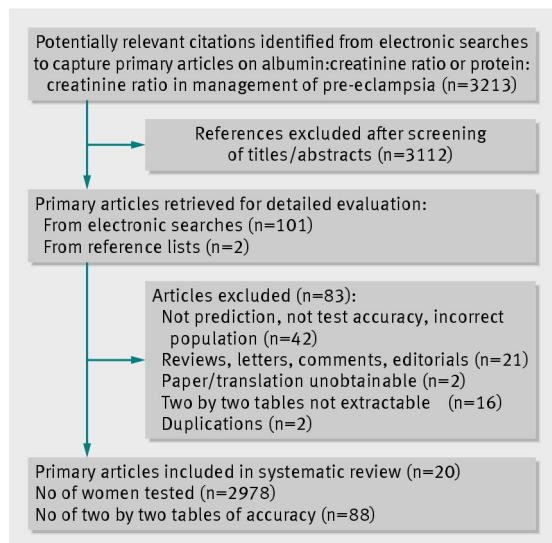 Potentially relevant citations identified from electronic searches
to capture primary articles on albumin:creatinine ratio or protein:
creatinine ratio in management of pre-eclampsia (n=3213)
References excluded after screening
of titles/abstracts (n=3112)
Primary articles retrieved for detailed evaluation:
From electronic searches (n=101)
From reference lists (n=2)
Articles excluded (n=83):
Not prediction, not test accuracy, incorrect
population (n=42)
Reviews, letters, comments, editorials (n=21)
Paper/translation unobtainable (n=2)
Two by two tables not extractable (n=16)
Duplications (n=2)
Primary articles included in systematic review (n=20)
No of women tested (n=2978)
No of two by two tables of accuracy (n=88)